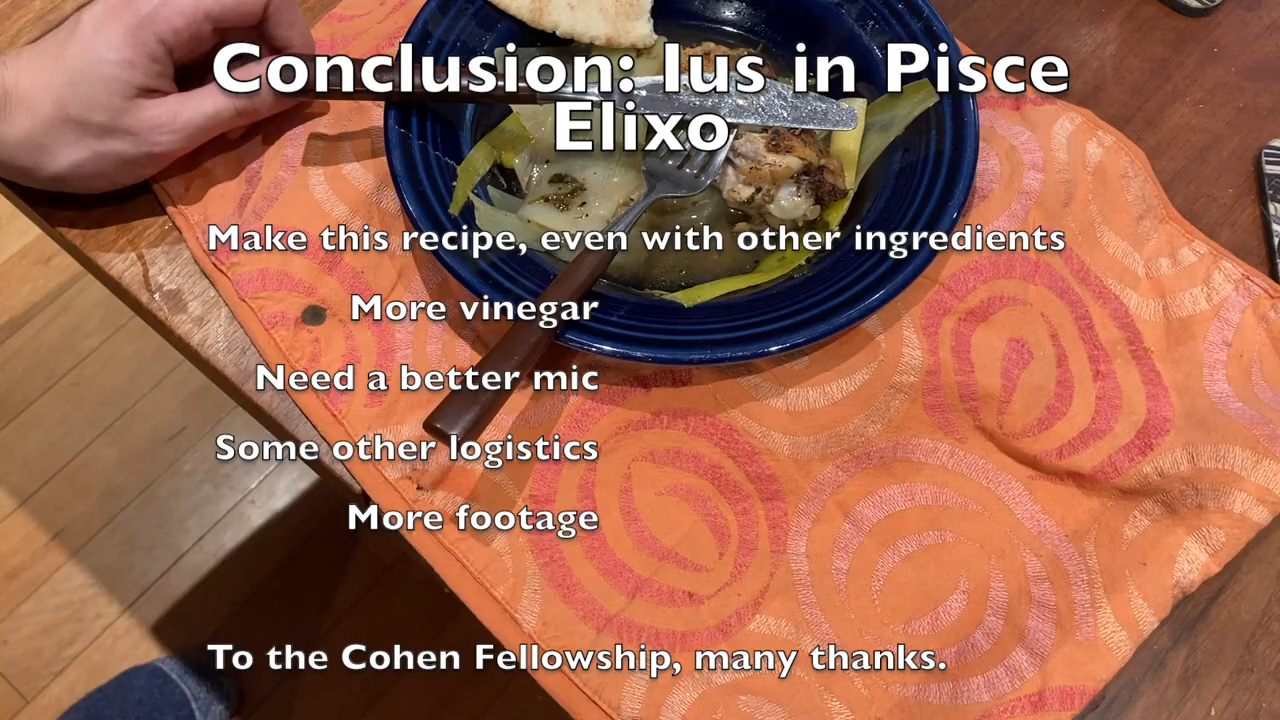 Conclusion: Ius in Pisce
Elixo
Make this recipe, even with other ingredients
More vinegar
Need a better mic
Some other logistics
More footage
To the Cohen Fellowship, many thanks.